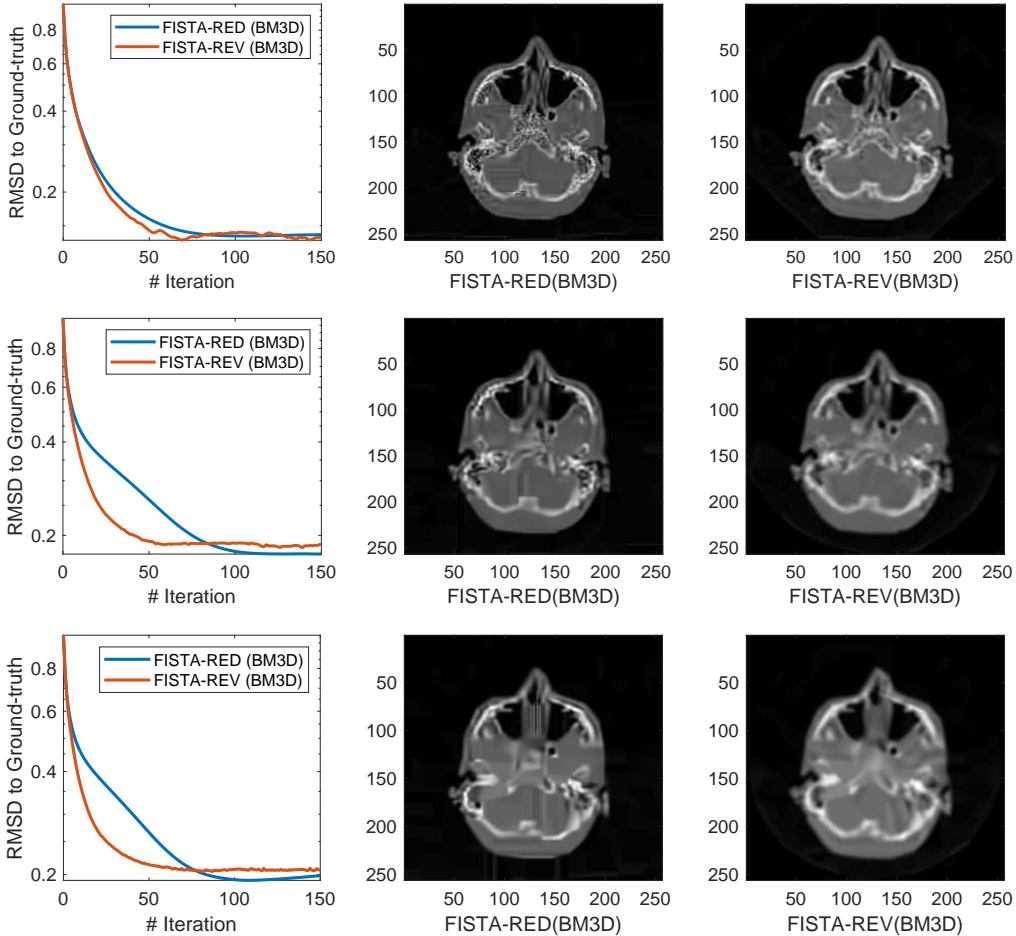 FISTA-RED (BM3D)
FISTA-REV (BM3D)
RMSD to Ground-truth
0.8
0.6
0.4
0.2
0 50 100 150
# Iteration
50
100
150
200
250
50 100 150 200 250
FISTA-RED(BM3D)
50
100
150
200
250
50 100 150 200 250
FISTA-REV(BM3D)
FISTA-RED (BM3D)
FISTA-REV (BM3D)
RMSD to Ground-truth
0.8
0.6
0.4
0.2
0 50 100 150
# Iteration
50
100
150
200
250
50 100 150 200 250
FISTA-RED(BM3D)
50
100
150
200
250
50 100 150 200 250
FISTA-REV(BM3D)
FISTA-RED (BM3D)
FISTA-REV (BM3D)
RMSD to Ground-truth
0.8
0.6
0.4
0.2
0 50 100 150
# Iteration
50
100
150
200
250
50 100 150 200 250
FISTA-RED(BM3D)
50
100
150
200
250
50 100 150 200 250
FISTA-REV(BM3D)